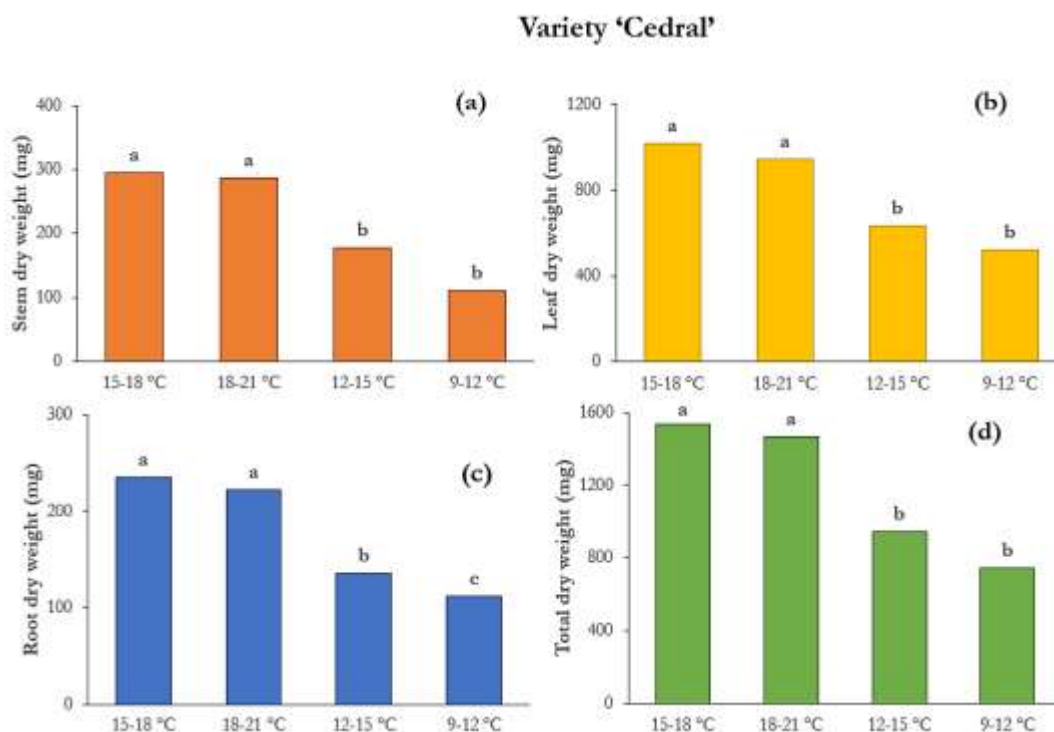 Variety ‘Cedral’
(a)
Stem dry weight (mg)
400
300
200
100
0
a
a
b
b
15-18 °C
18-21 °C
12-15 °C
9-12 °C
(b)
Leaf dry weight (mg)
1200
800
400
0
a
a
b
b
15-18 °C
18-21 °C
12-15 °C
9-12 °C
(c)
Root dry weight (mg)
300
200
100
0
a
a
b
c
15-18 °C
18-21 °C
12-15 °C
9-12 °C
(d)
Total dry weight (mg)
1600
1200
800
400
0
a
a
b
b
15-18 °C
18-21 °C
12-15 °C
9-12 °C